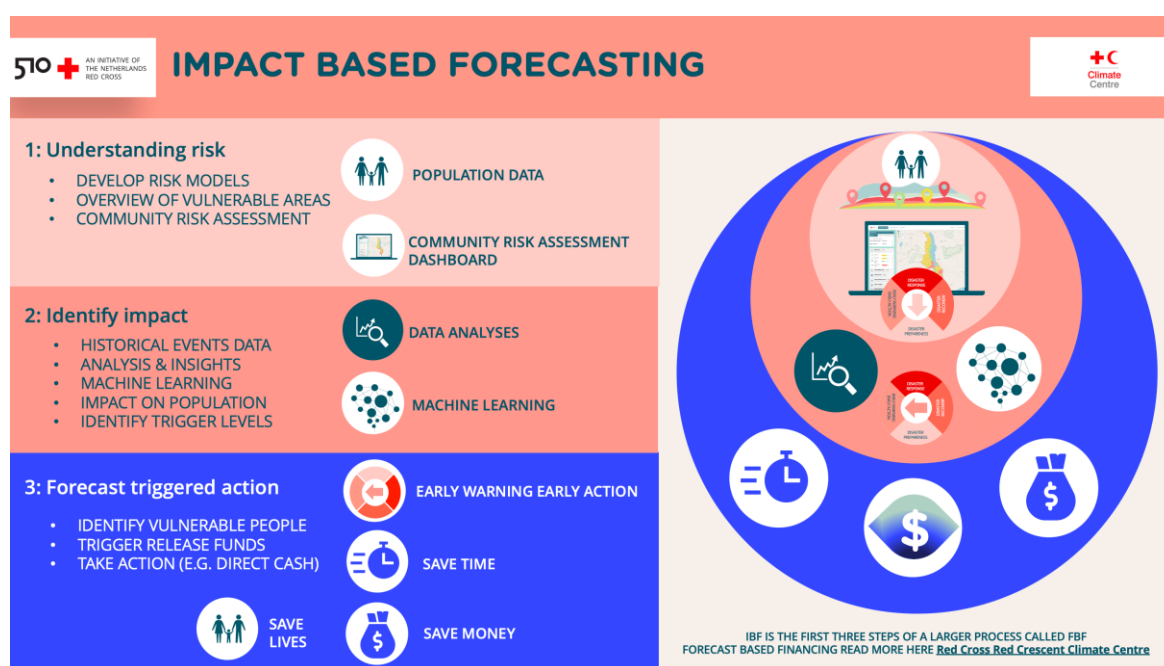 510
AN INITIATIVE OF
THE NETHERLANDS
RED CROSS
IMPACT BASED FORECASTING
Climate
Centre
1: Understanding risk
• DEVELOP RISK MODELS
• OVERVIEW OF VULNERABLE AREAS
• COMMUNITY RISK ASSESSMENT
POPULATION DATA
COMMUNITY RISK ASSESSMENT
DASHBOARD
2: Identify impact
• HISTORICAL EVENTS DATA
• ANALYSIS & INSIGHTS
• MACHINE LEARNING
• IMPACT ON POPULATION
• IDENTIFY TRIGGER LEVELS
DATA ANALYSES
MACHINE LEARNING
3: Forecast triggered action
• IDENTIFY VULNERABLE PEOPLE
• TRIGGER RELEASE FUNDS
• TAKE ACTION (E.G. DIRECT CASH)
EARLY WARNING EARLY ACTION
SAVE TIME
SAVE
LIVES
$
SAVE MONEY
DISASTER
RESPONSE
DISASTER
PREPAREDNESS
DISASTER
RESPONSE
DISASTER
PREPAREDNESS
$
$
IBF IS THE FIRST THREE STEPS OF A LARGER PROCESS CALLED FBF
FORECAST BASED FINANCING READ MORE HERE Red Cross Red Crescent Climate Centre